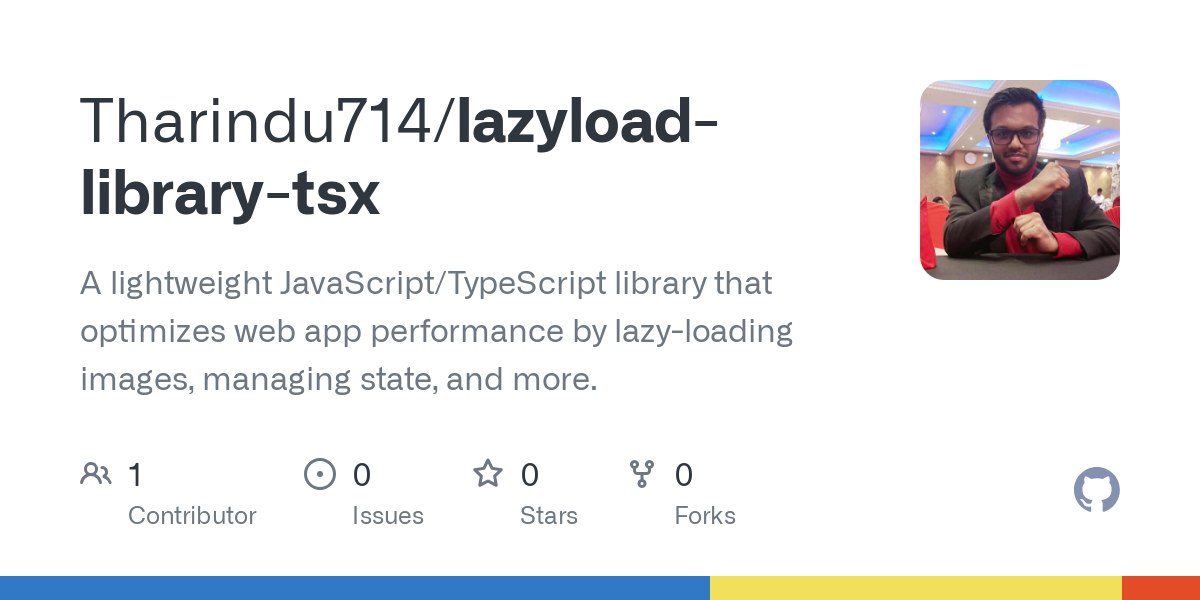 Tharindu714/lazyload-
library-tsx
A lightweight JavaScript/TypeScript library that
optimizes web app performance by lazy-loading
images, managing state, and more.
1 0 0 0
Contributor Issues Stars Forks